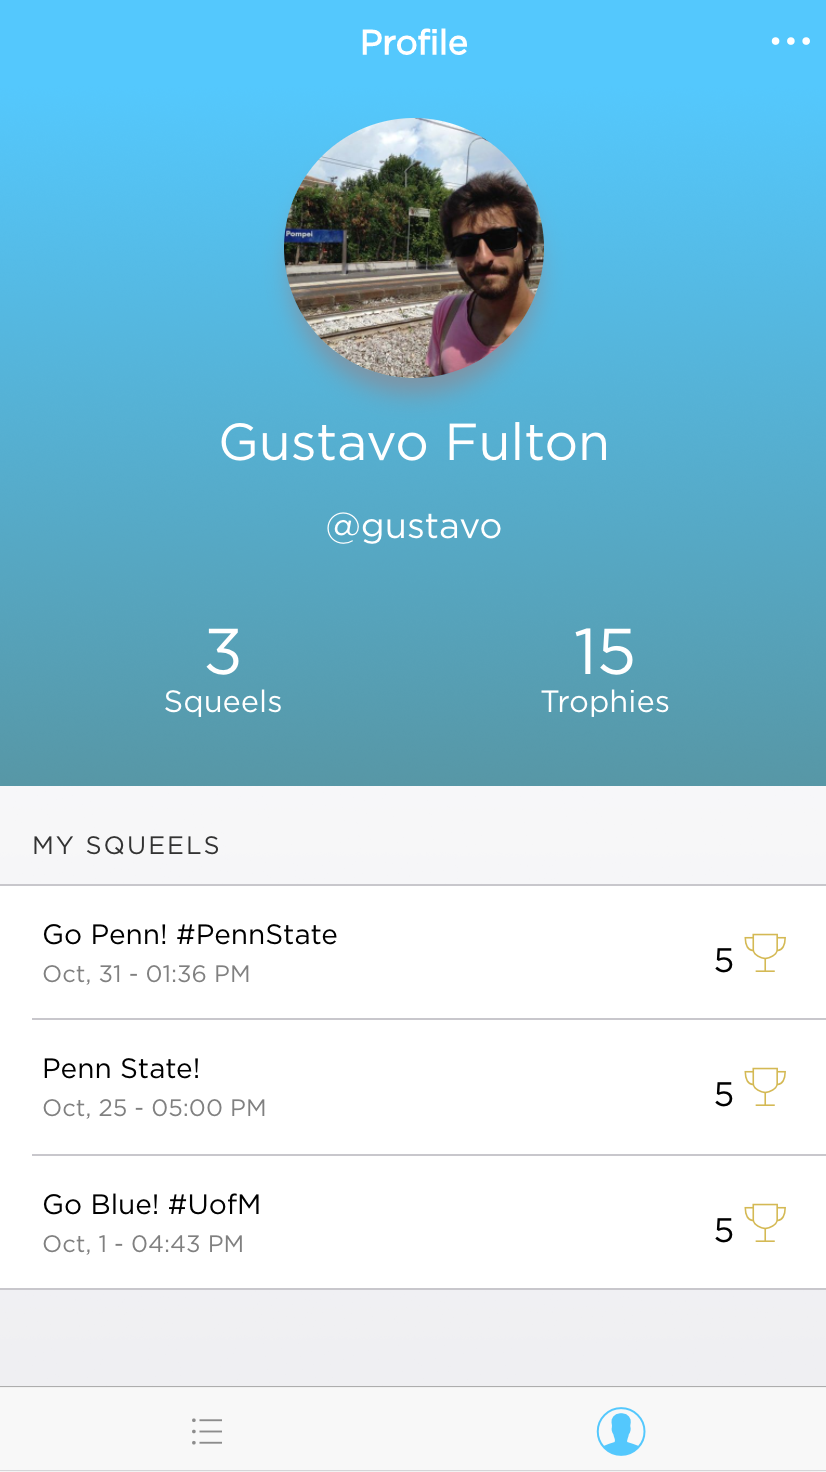 Profile
Pompei
Gustavo Fulton
@gustavo
3
Squeels
15
Trophies
MY SQUEELS
Go Penn! #PennState
Oct, 31 - 01:36 PM
5
Penn State!
Oct, 25 - 05:00 PM
5
Go Blue! #UofM
Oct, 1 - 04:43 PM
5